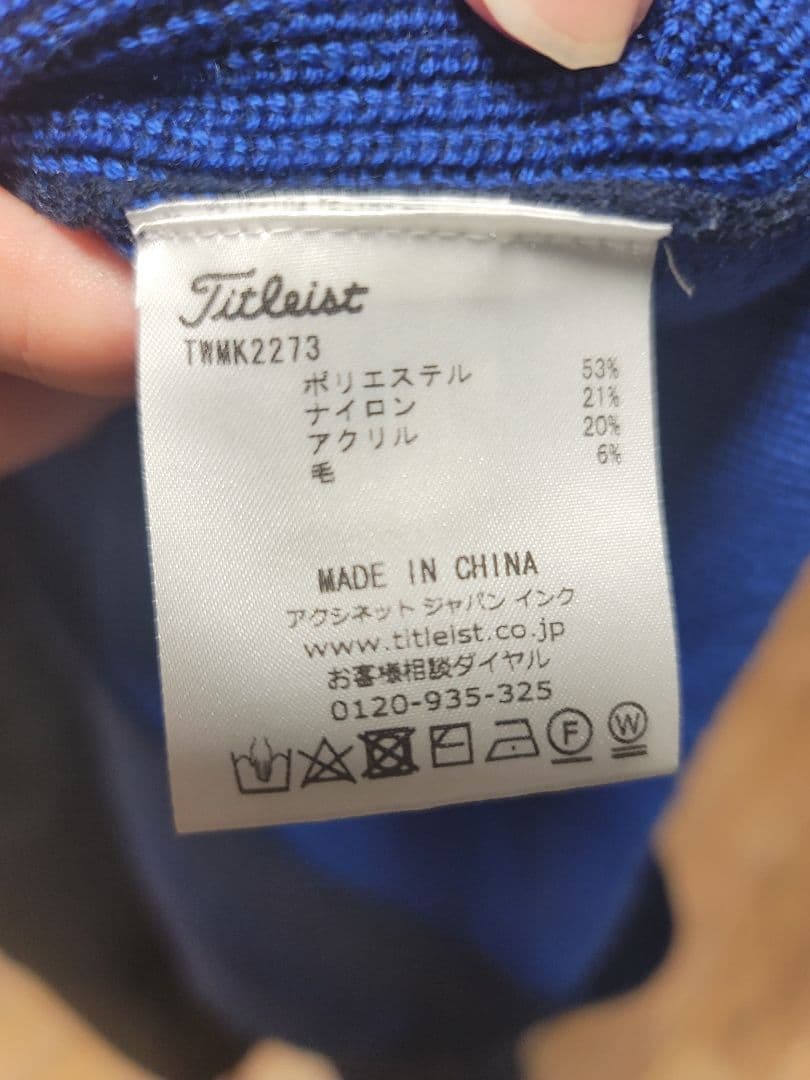 Titleist
TWMK2273
ポリエステル 53%
ナイロン 21%
アクリル 20%
毛 6%
MADE IN CHINA
アクシネット ジャパン インク
www.titleist.co.jp
お客様相談ダイヤル
0120-935-325
F W